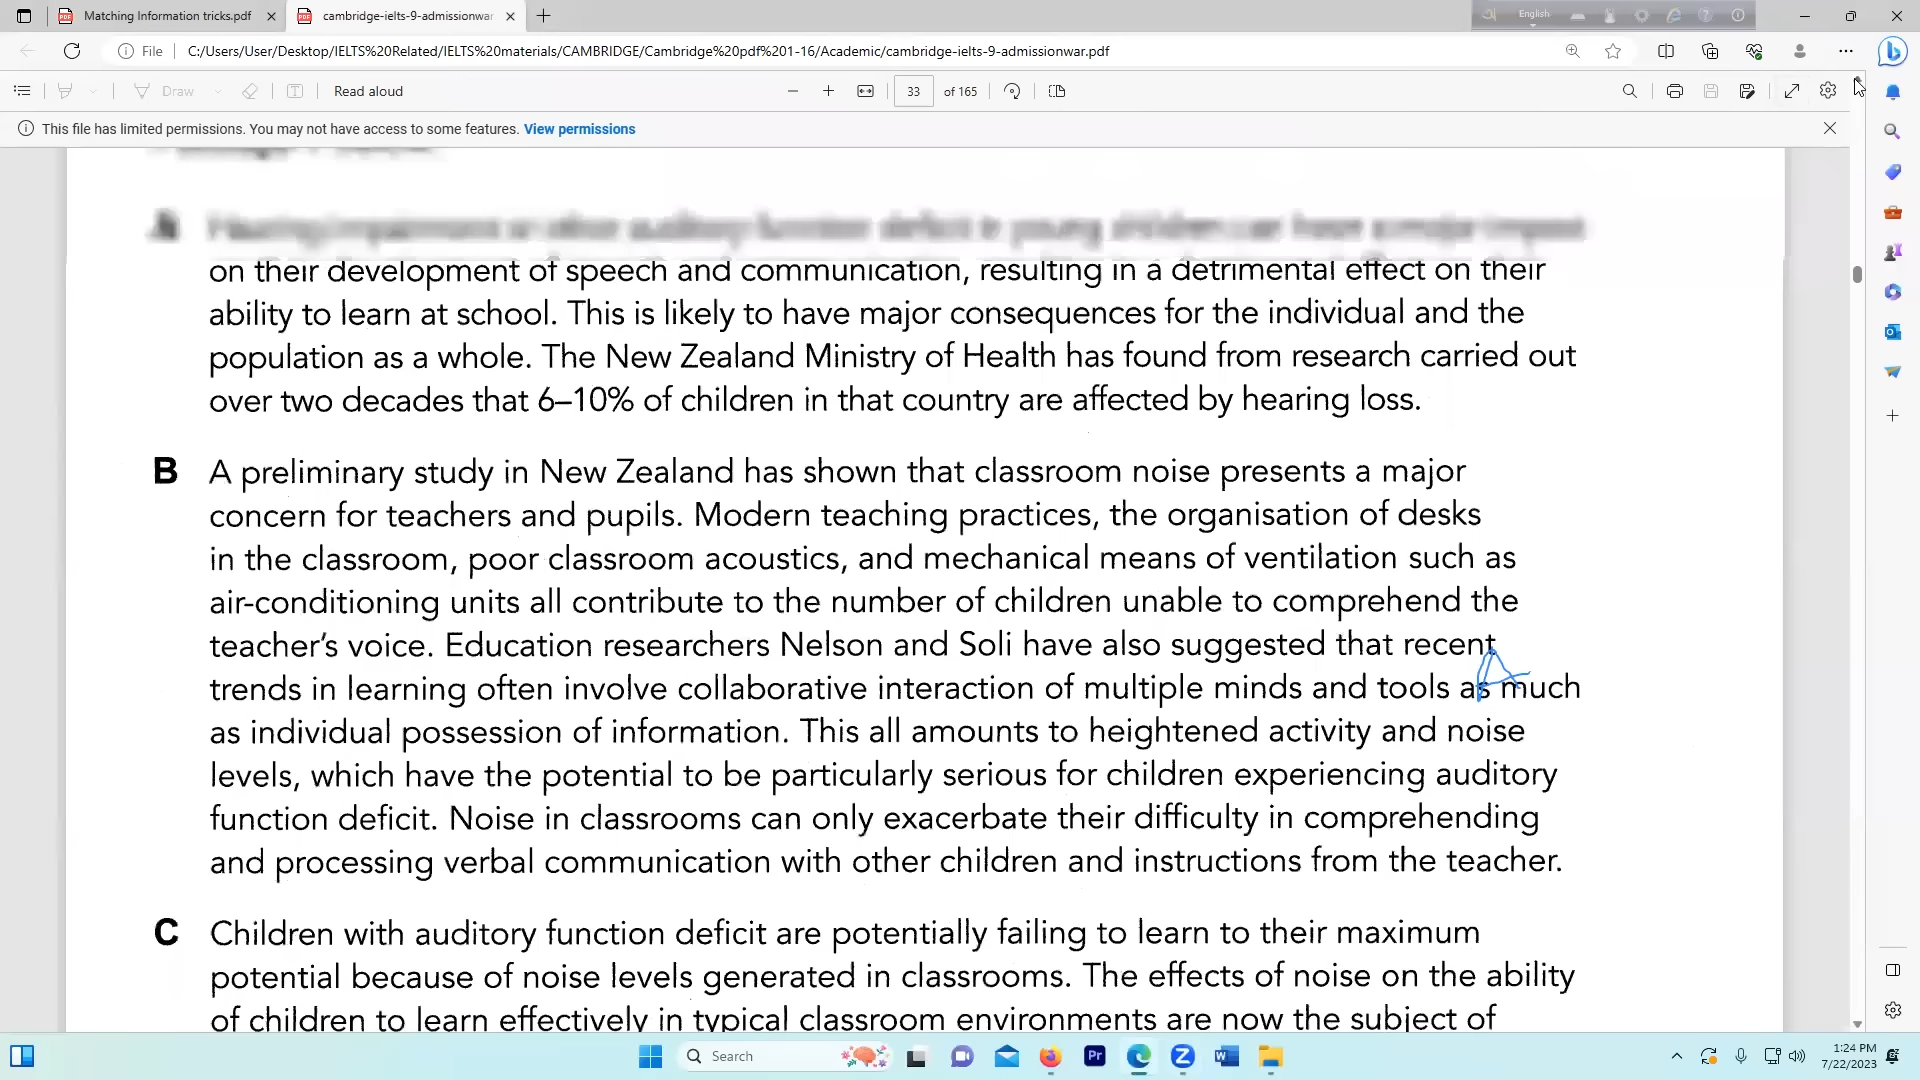 Matching Information tricks.pdf
cambridge-ielts-9-admissionwar
English
File
C:/Users/User/Desktop/IELTS%20Related/IELTS%20materials/CAMBRIDGE/Cambridge%20pdf%201-16/Academic/cambridge-ielts-9-admissionwar.pdf
Draw
Read aloud
33
of 165
This file has limited permissions. You may not have access to some features. View permissions
on their development of speech and communication, resulting in a detrimental effect on their
ability to learn at school. This is likely to have major consequences for the individual and the
population as a whole. The New Zealand Ministry of Health has found from research carried out
over two decades that 6–10% of children in that country are affected by hearing loss.
B A preliminary study in New Zealand has shown that classroom noise presents a major
concern for teachers and pupils. Modern teaching practices, the organisation of desks
in the classroom, poor classroom acoustics, and mechanical means of ventilation such as
air-conditioning units all contribute to the number of children unable to comprehend the
teacher's voice. Education researchers Nelson and Soli have also suggested that recent
trends in learning often involve collaborative interaction of multiple minds and tools as much
as individual possession of information. This all amounts to heightened activity and noise
levels, which have the potential to be particularly serious for children experiencing auditory
function deficit. Noise in classrooms can only exacerbate their difficulty in comprehending
and processing verbal communication with other children and instructions from the teacher.
C Children with auditory function deficit are potentially failing to learn to their maximum
potential because of noise levels generated in classrooms. The effects of noise on the ability
of children to learn effectively in typical classroom environments are now the subject of
Search
1:24 PM
7/22/2023